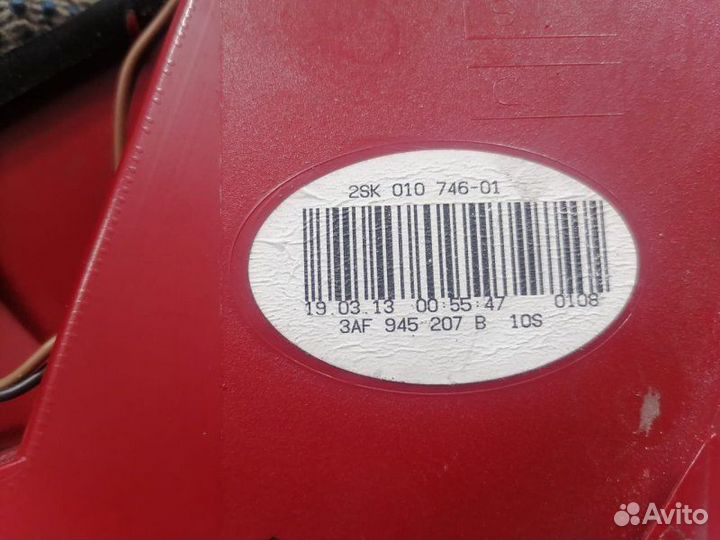 2SK 010 746-01
19.03.13 00:55:47 0108
3AF 945 207 B 10S
Avito